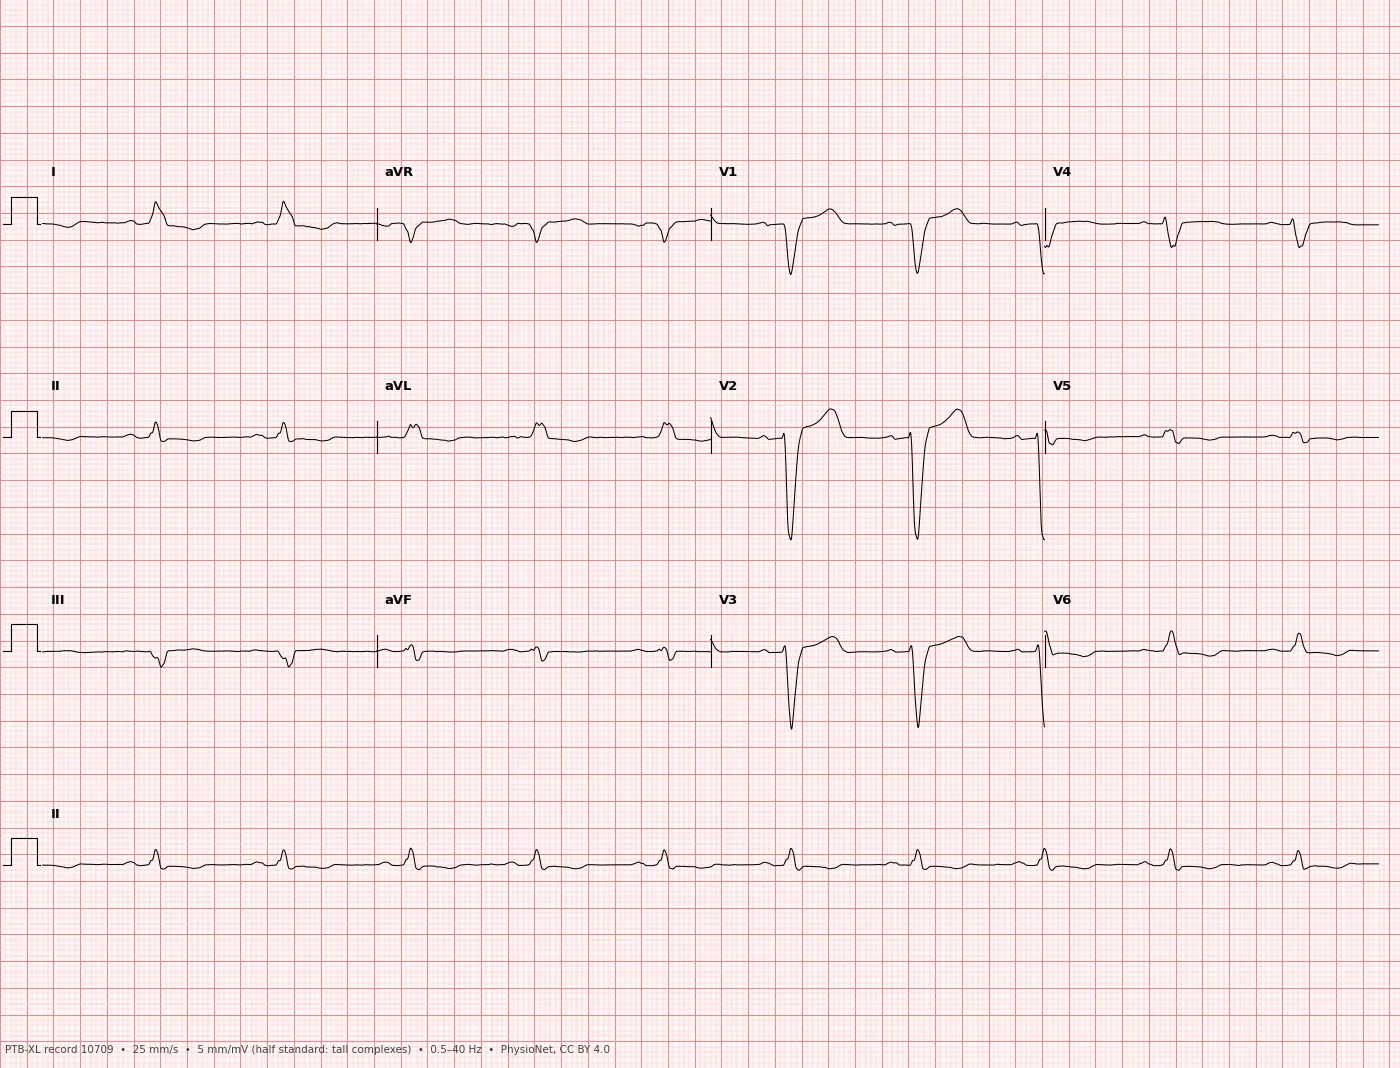 I aVR V1 V4
II aVL V2 V5
III aVF V3 V6
II
PTB-XL record 10709 • 25 mm/s • 5 mm/mV (half standard: tall complexes) • 0.5–40 Hz • PhysioNet, CC BY 4.0